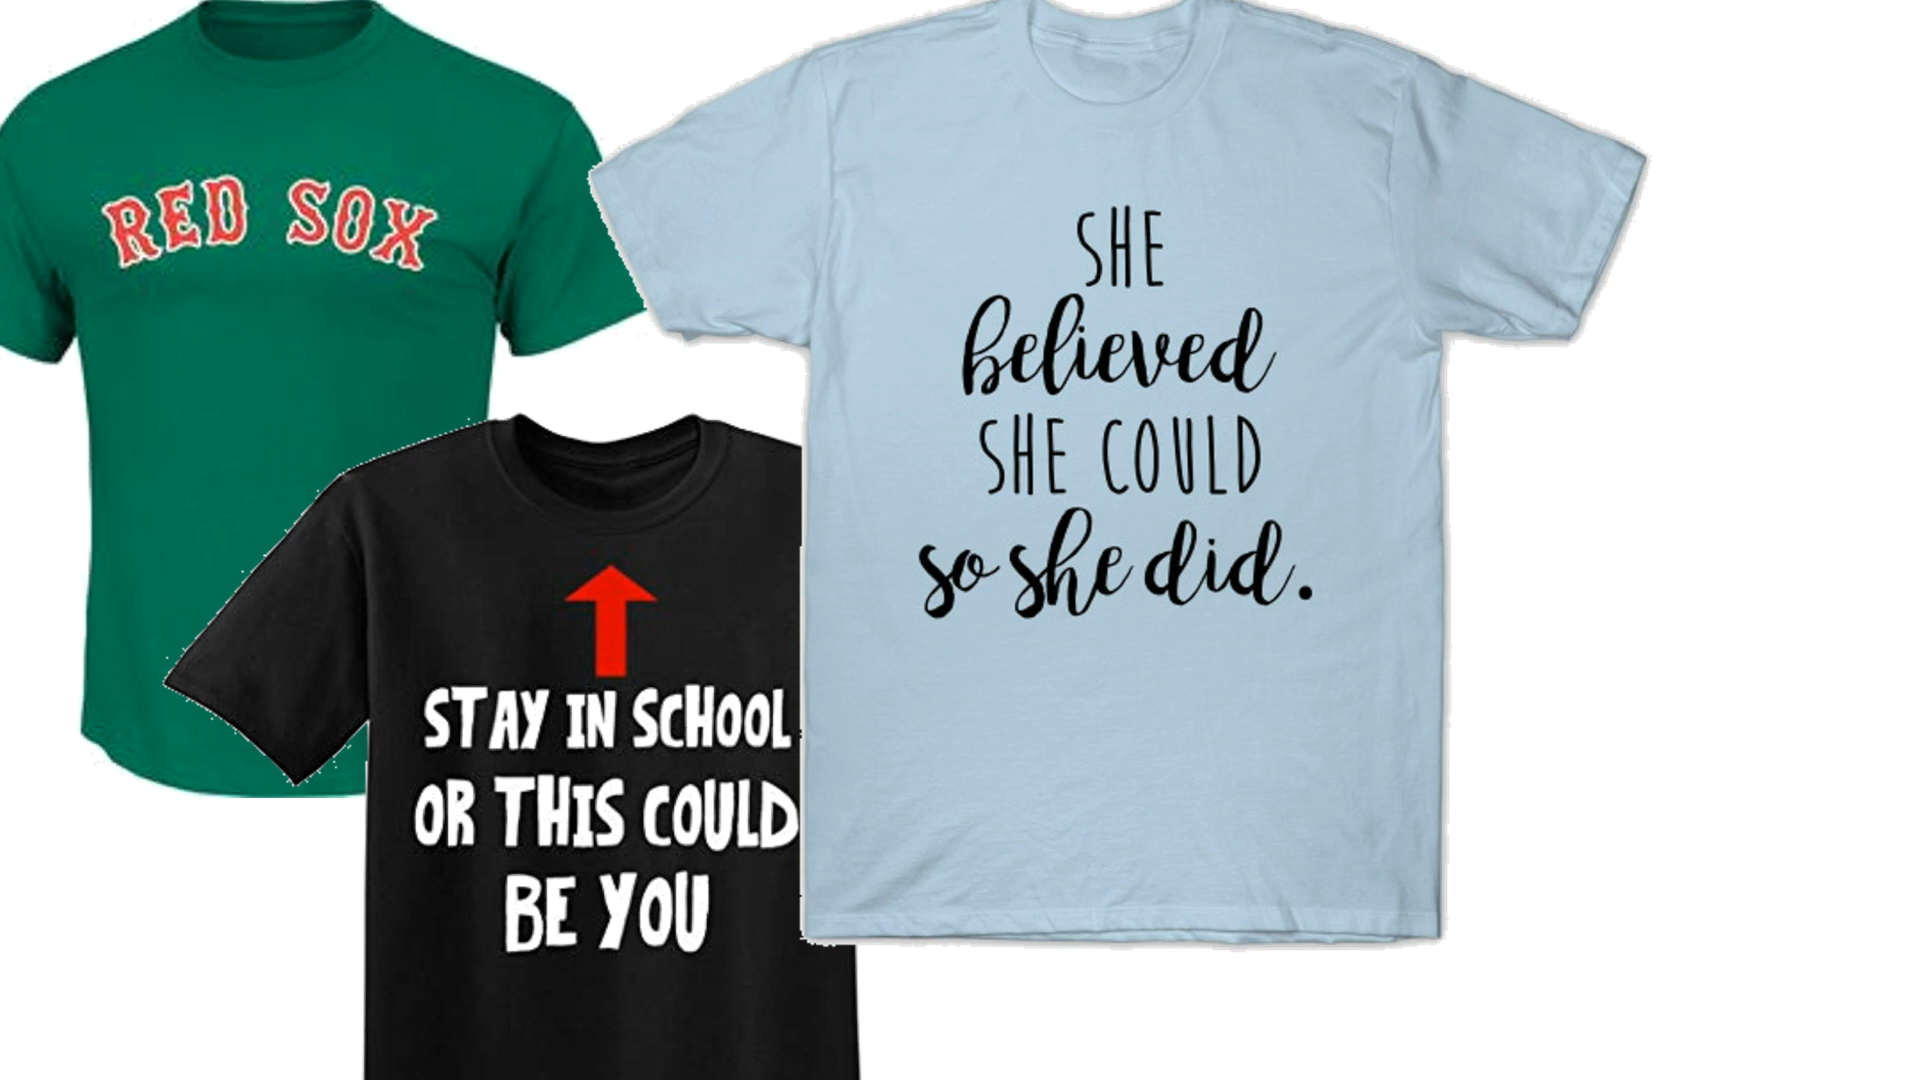 RED SOX
STAY IN SCHOOL
OR THIS COULD
BE YOU
SHE
believed
SHE COULD
so she did.